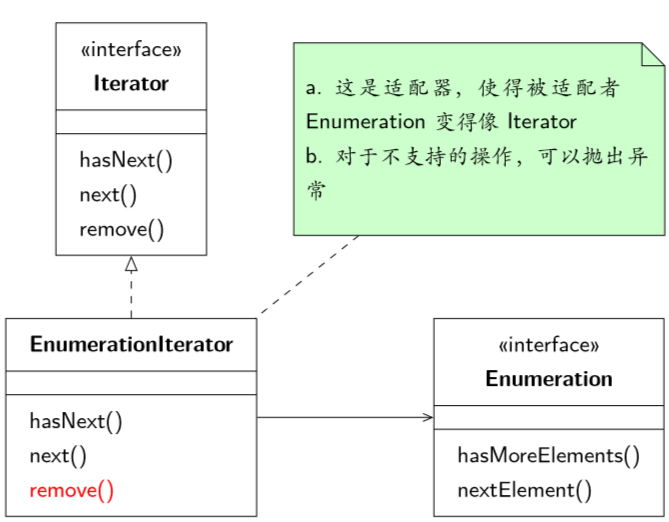 «interface»
Iterator
hasNext()
next()
remove()
a. 这是适配器，使得被适配者
Enumeration 变得像 Iterator
b. 对于不支持的操作，可以抛出异
常
EnumerationIterator
hasNext()
next()
remove()
«interface»
Enumeration
hasMoreElements()
nextElement()